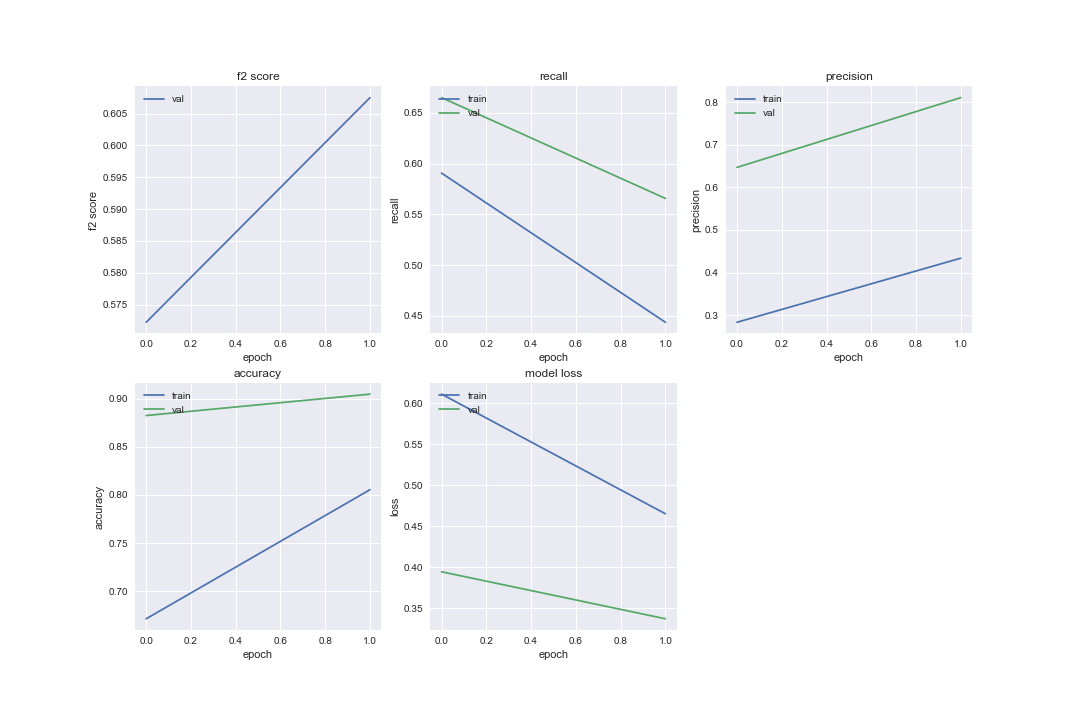 f2 score
val
0.605
0.600
0.595
0.590
0.585
0.580
0.575
f2 score
0.0 0.2 0.4 0.6 0.8 1.0
epoch
recall
train
val
0.65
0.60
0.55
0.50
0.45
recall
0.0 0.2 0.4 0.6 0.8 1.0
epoch
precision
train
val
0.8
0.7
0.6
0.5
0.4
0.3
precision
0.0 0.2 0.4 0.6 0.8 1.0
epoch
accuracy
train
val
0.90
0.85
0.80
0.75
0.70
accuracy
0.0 0.2 0.4 0.6 0.8 1.0
epoch
model loss
train
val
0.60
0.55
0.50
0.45
0.40
0.35
loss
0.0 0.2 0.4 0.6 0.8 1.0
epoch